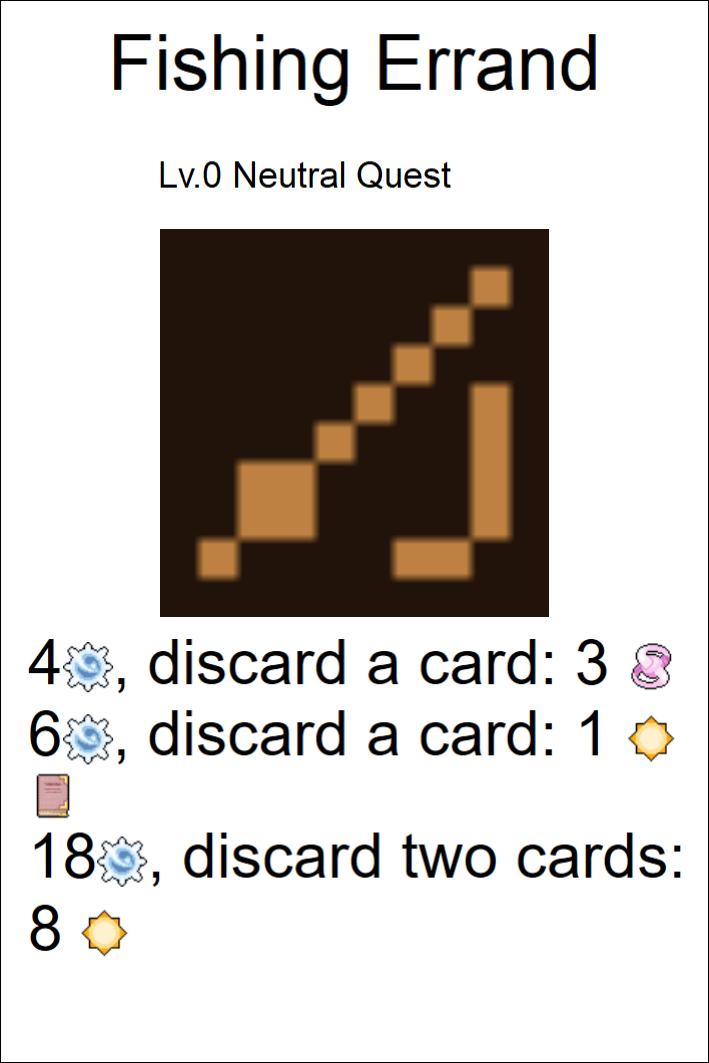 Fishing Errand
Lv.0 Neutral Quest
4, discard a card: 3
6, discard a card: 1
18, discard two cards:
8